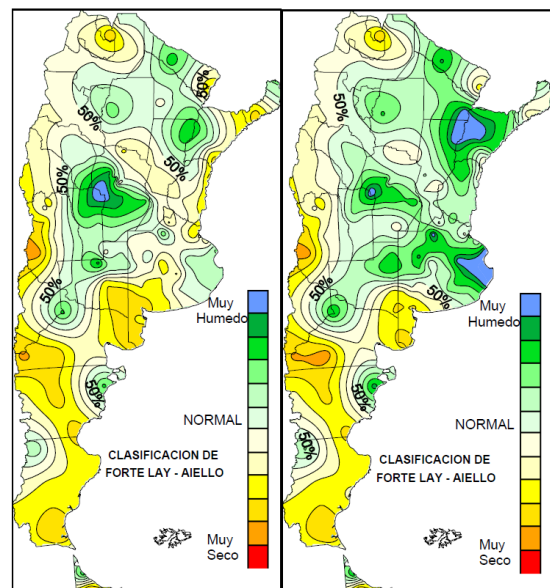 50%
50%
50%
50%
50%
50%
Muy
Humedo
NORMAL
CLASIFICACION DE
FORTE LAY - AIELLO
Muy
Seco
50%
50%
50%
50%
50%
Muy
Humedo
NORMAL
CLASIFICACION DE
FORTE LAY - AIELLO
Muy
Seco